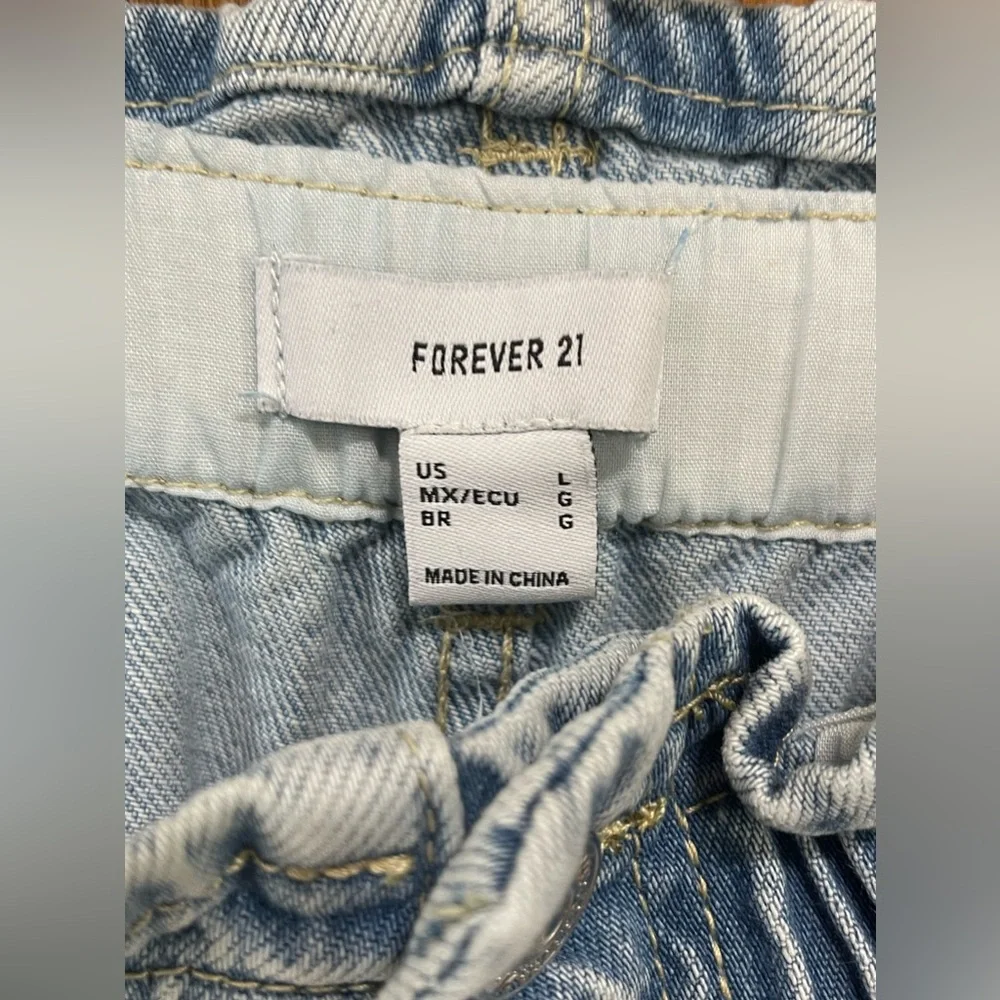 FOREVER 21
US L
MX/ECU G
BR G
MADE IN CHINA